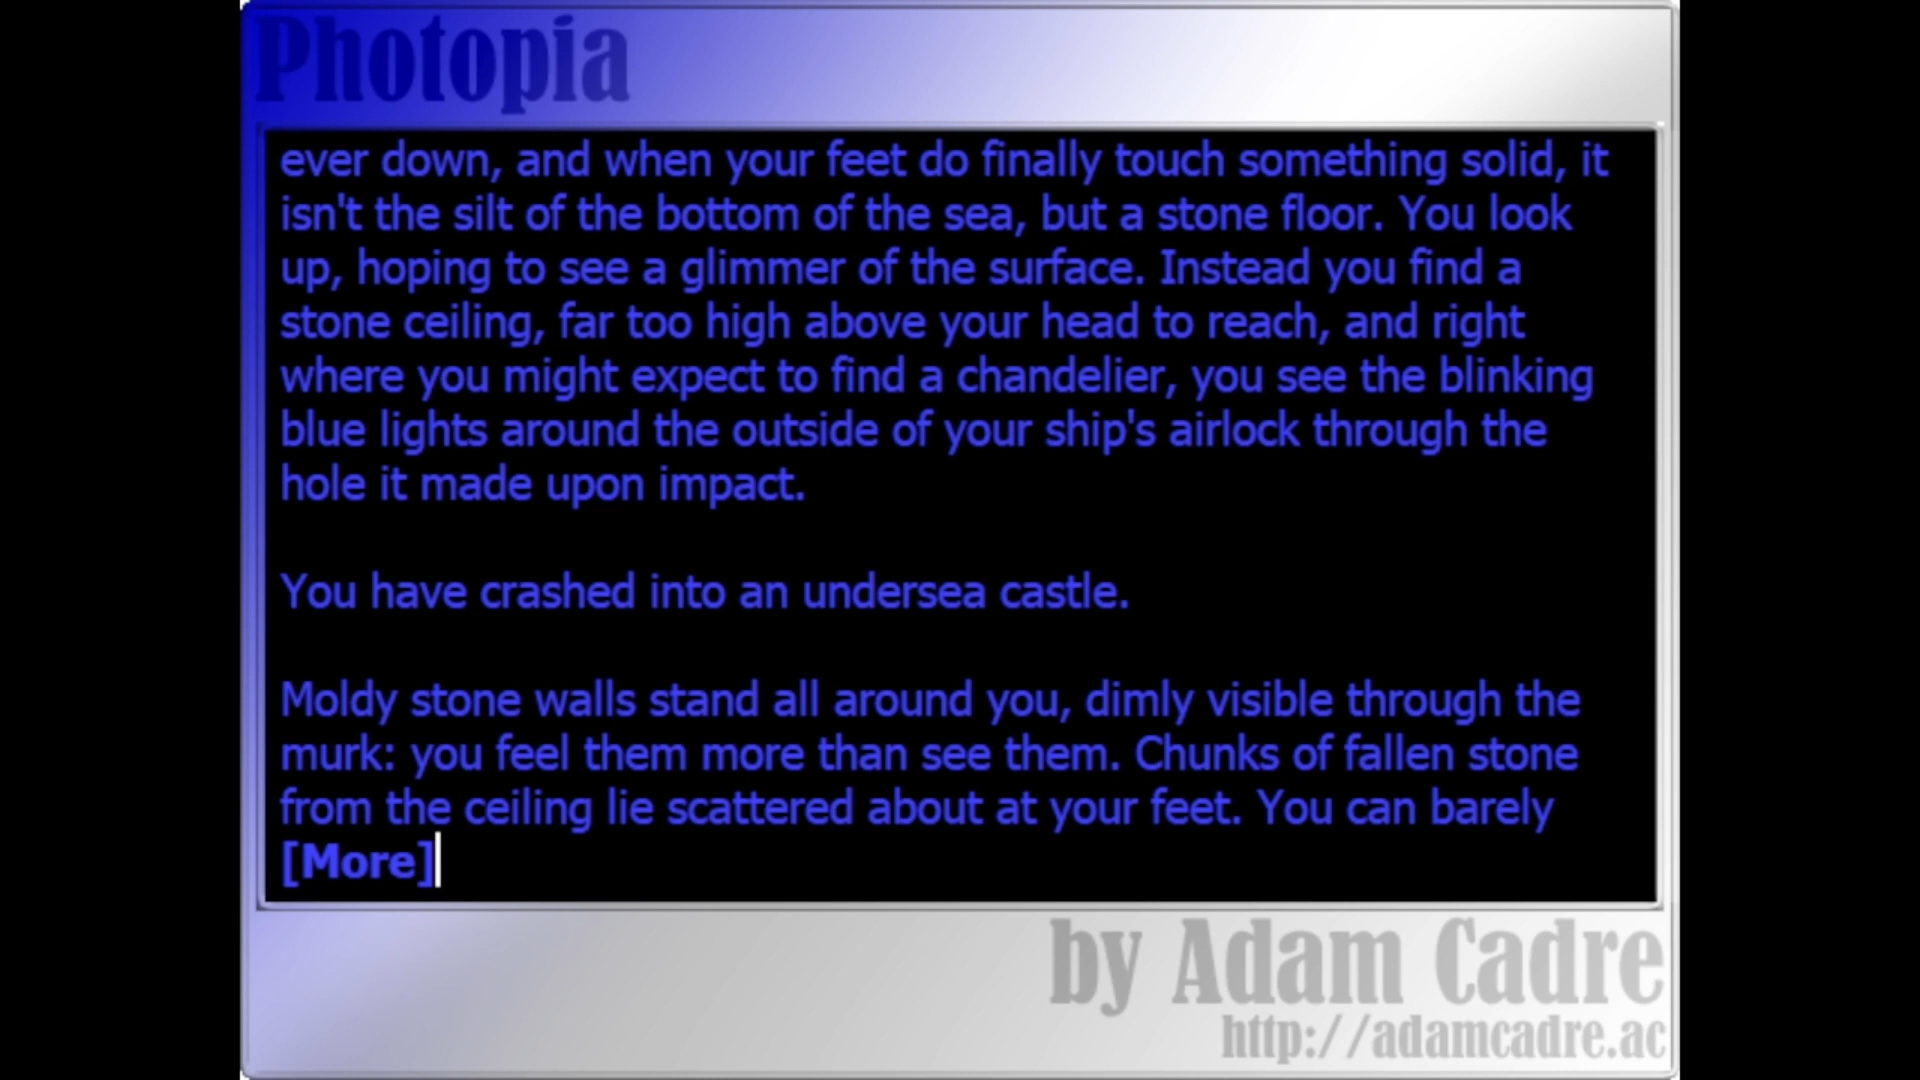 Photopia
ever down, and when your feet do finally touch something solid, it
isn't the silt of the bottom of the sea, but a stone floor. You look
up, hoping to see a glimmer of the surface. Instead you find a
stone ceiling, far too high above your head to reach, and right
where you might expect to find a chandelier, you see the blinking
blue lights around the outside of your ship's airlock through the
hole it made upon impact.
You have crashed into an undersea castle.
Moldy stone walls stand all around you, dimly visible through the
murk: you feel them more than see them. Chunks of fallen stone
from the ceiling lie scattered about at your feet. You can barely
[More]
by Adam Cadre
http://adamcadre.ac